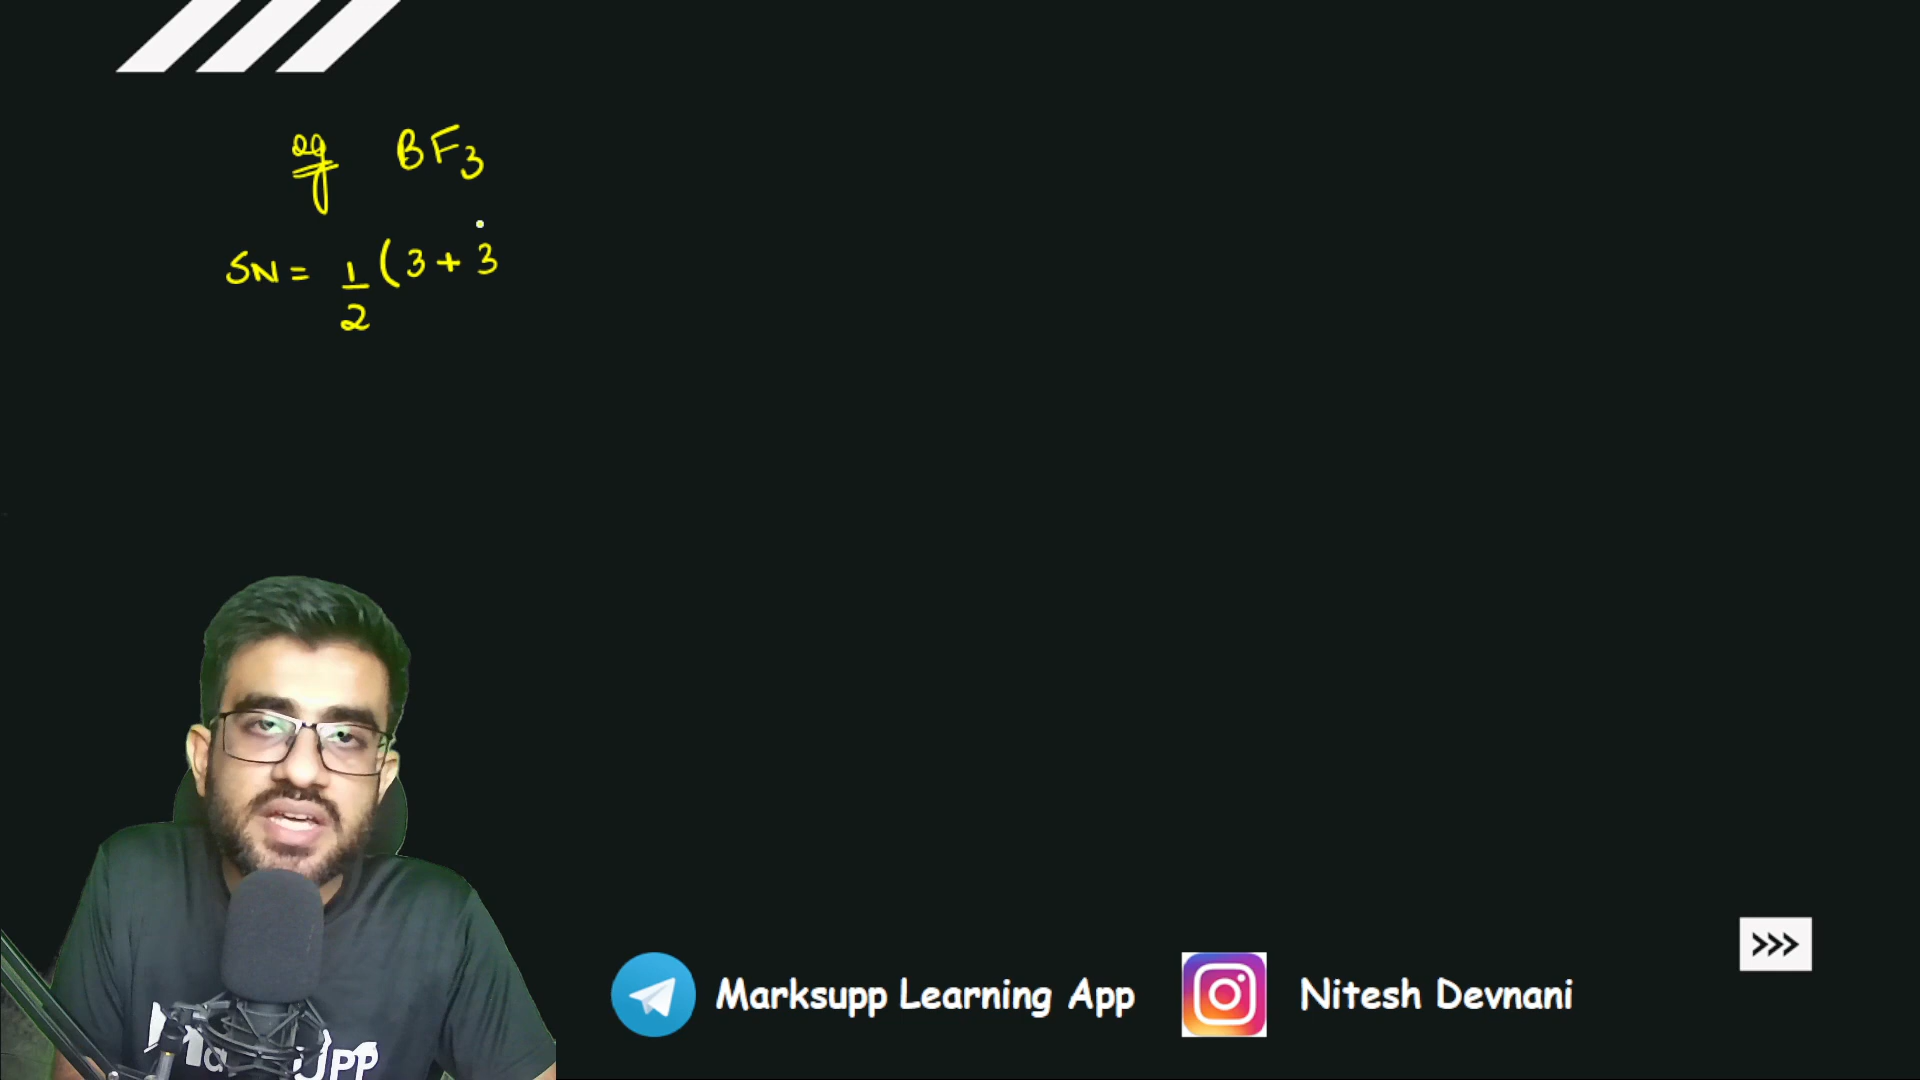 eg BF3
SN = 1/2 (3 + 3
Marksupp Learning App
Nitesh Devnani
>>>